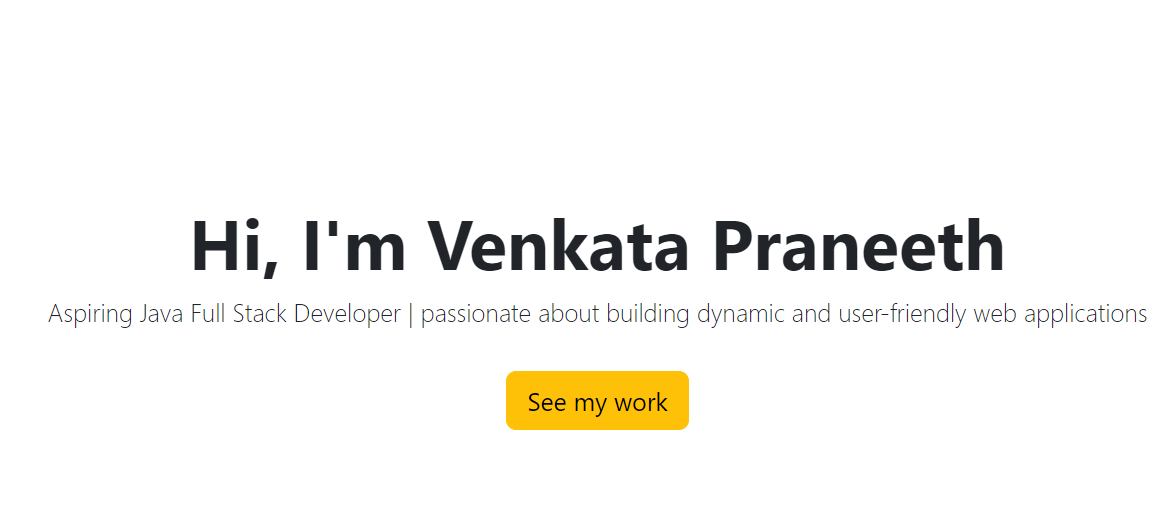 Hi, I'm Venkata Praneeth
Aspiring Java Full Stack Developer | passionate about building dynamic and user-friendly web applications
See my work